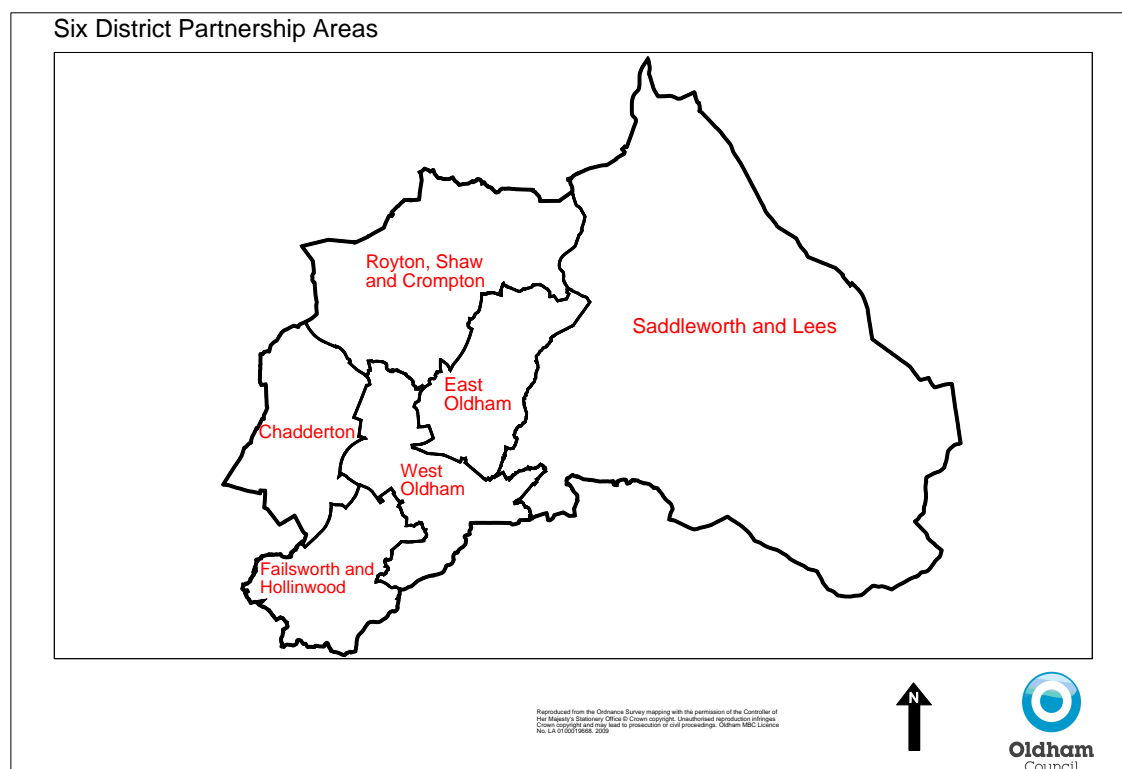 Six District Partnership Areas
Royton, Shaw
and Crompton
Saddleworth and Lees
East
Oldham
Chadderton
West
Oldham
Failsworth and
Hollinwood
Reproduced from the Ordnance Survey mapping with the permission of the Controller of
Her Majesty's Stationery Office © Crown copyright. Unauthorised reproduction infringes
Crown copyright and may lead to prosecution or civil proceedings. Oldham MBC Licence
No. LA 0100019668. 2009
N
Oldham
Council